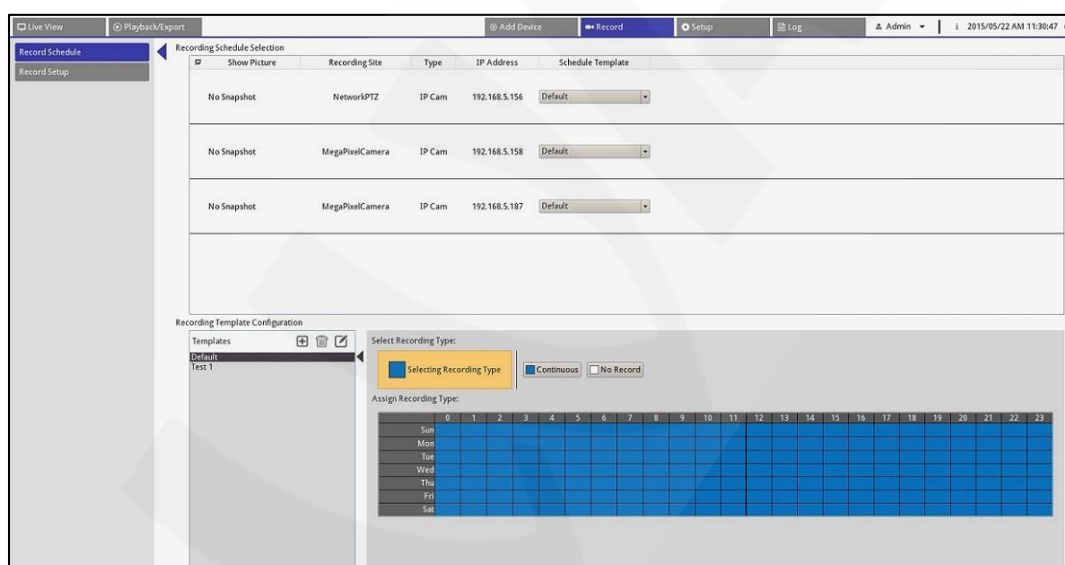 Live View Playback/Export Add Device Record Setup Log Admin i 2015/05/22 AM 11:30:47
Record Schedule
Record Setup
Recording Schedule Selection
Show Picture Recording Site Type IP Address Schedule Template
No Snapshot NetworkPTZ IP Cam 192.168.5.156 Default
No Snapshot MegaPixelCamera IP Cam 192.168.5.158 Default
No Snapshot MegaPixelCamera IP Cam 192.168.5.187 Default
Recording Template Configuration
Templates
Default
Test 1
Select Recording Type:
Selecting Recording Type Continuous No Record
Assign Recording Type:
0 1 2 3 4 5 6 7 8 9 10 11 12 13 14 15 16 17 18 19 20 21 22 23
Sun
Mon
Tue
Wed
Thu
Fri
Sat